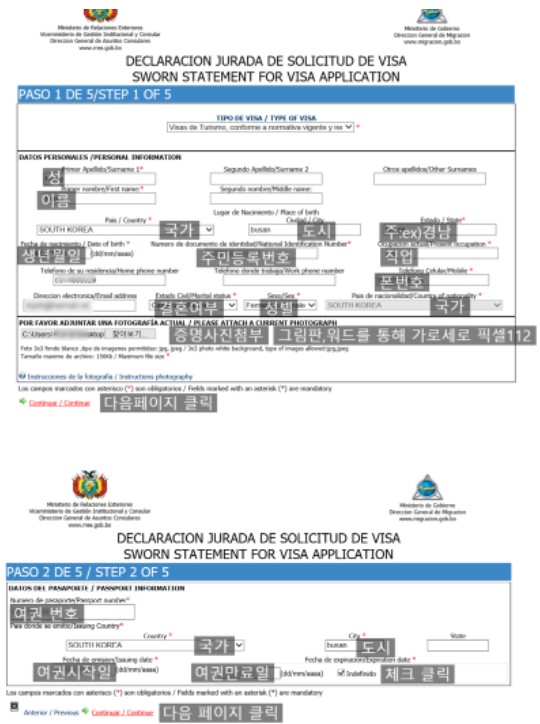 Ministerio de Relaciones Exteriores
Viceministerio de Gestión Institucional y Consular
Direccion General de Asuntos Consulares
www.rree.gob.bo
Ministerio de Gobierno
Direccion General de Migracion
www.migracion.gob.bo
DECLARACION JURADA DE SOLICITUD DE VISA
SWORN STATEMENT FOR VISA APPLICATION
PASO 1 DE 5/STEP 1 OF 5
TIPO DE VISA / TYPE OF VISA
Visas de Turismo, conforme a normativa vigente y re *
DATOS PERSONALES /PERSONAL INFORMATION
Primer Apellido/Surname 1* Segundo Apellido/Surname 2 Otros apellidos/Other Surnames
성
Primer nombre/First name:* Segundo nombre/Middle name:
이름
Lugar de Nacimiento / Place of birth
Pais / Country * Ciudad / City Estado / State*
SOUTH KOREA 국가 busan 도시 주:ex)경남
Fecha de nacimiento / Date of birth * Numero de documento de identidad/National Identification Number* occupation *
생년월일 (dd/mm/aaaa) 주민등록번호 직업
Telefono de su residencia/Home phone number Telefono donde trabaja/Work phone number Telefono Celular/Mobile *
폰번호
Direccion electronica/Email address Estado Civil/Marital status * Sexo/Sex * Pais de nacionalidad/Country of nationality *
결혼여부 성별 SOUTH KOREA 국가
POR FAVOR ADJUNTAR UNA FOTOGRAFÍA ACTUAL / PLEASE ATTACH A CURRENT PHOTOGRAPH
C:\Users\ sktop\ 찾아보기... 증명사진첨부 그림판,워드를 통해 가로세로 픽셀112
Foto 3x3 fondo blanco ,tipo de imagenes permitidas: jpg, jpeg / 3x3 photo white background, type of images allowed:jpg,jpeg
Tamaño maximo de archivo: 150Kb / Maximum file size *
Instrucciones de la fotografia / Instructions photography
Los campos marcados con asterisco (*) son obligatorios / Fields marked with an asterisk (*) are mandatory
Continuar / Continue 다음페이지 클릭
Ministerio de Relaciones Exteriores
Viceministerio de Gestión Institucional y Consular
Direccion General de Asuntos Consulares
www.rree.gob.bo
Ministerio de Gobierno
Direccion General de Migracion
www.migracion.gob.bo
DECLARACION JURADA DE SOLICITUD DE VISA
SWORN STATEMENT FOR VISA APPLICATION
PASO 2 DE 5 / STEP 2 OF 5
DATOS DEL PASAPORTE / PASSPORT INFORMATION
Numero de pasaporte/Passport number*
여권 번호
Pais donde se emitio/Issuing Country*
Country * City * State
SOUTH KOREA 국가 busan 도시
Fecha de emision/Issuing date * Fecha de expiracion/Expiration date *
여권시작일 (dd/mm/aaaa) 여권만료일 (dd/mm/aaaa) Indefinido 체크 클릭
Los campos marcados con asterisco (*) son obligatorios / Fields marked with an asterisk (*) are mandatory
Anterior / Previous Continuar / Continue 다음 페이지 클릭